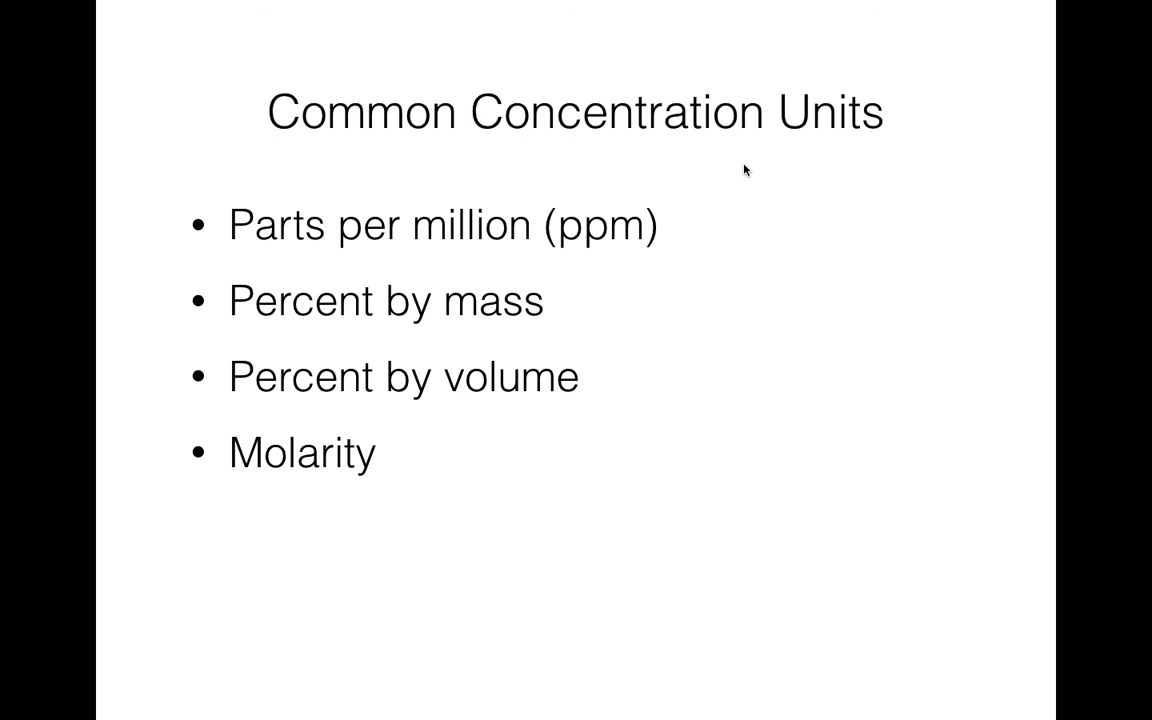 Common Concentration Units
• Parts per million (ppm)
• Percent by mass
• Percent by volume
• Molarity